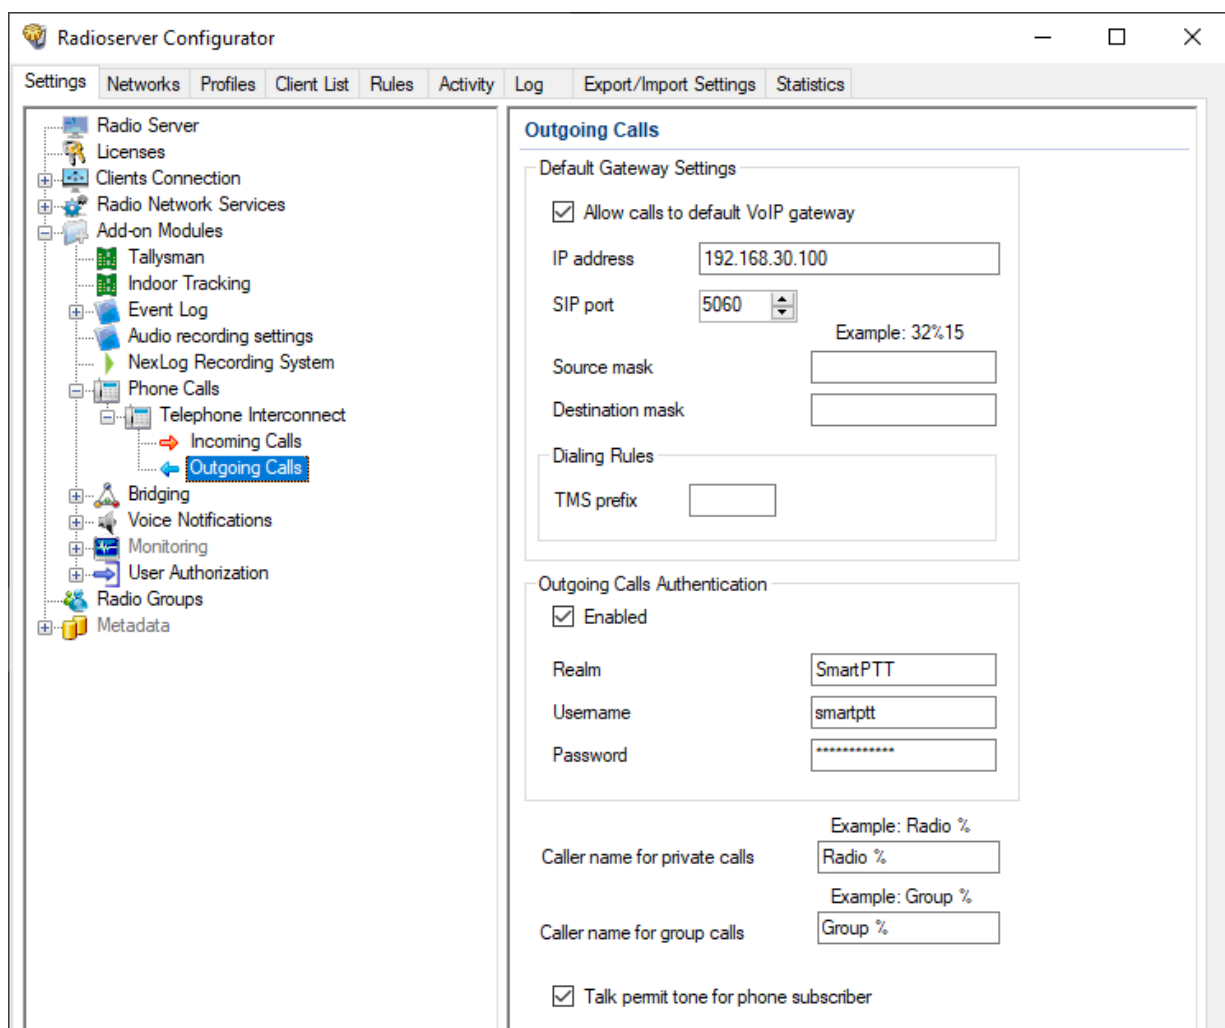 Radioserver Configurator
Settings Networks Profiles Client List Rules Activity Log Export/Import Settings Statistics
Radio Server
Licenses
Clients Connection
Radio Network Services
Add-on Modules
Tallysman
Indoor Tracking
Event Log
Audio recording settings
NexLog Recording System
Phone Calls
Telephone Interconnect
Incoming Calls
Outgoing Calls
Bridging
Voice Notifications
Monitoring
User Authorization
Radio Groups
Metadata
Outgoing Calls
Default Gateway Settings
Allow calls to default VoIP gateway
IP address 192.168.30.100
SIP port 5060
Example: 32%15
Source mask
Destination mask
Dialing Rules
TMS prefix
Outgoing Calls Authentication
Enabled
Realm SmartPTT
Username smartptt
Password ************
Example: Radio %
Caller name for private calls Radio %
Example: Group %
Caller name for group calls Group %
Talk permit tone for phone subscriber